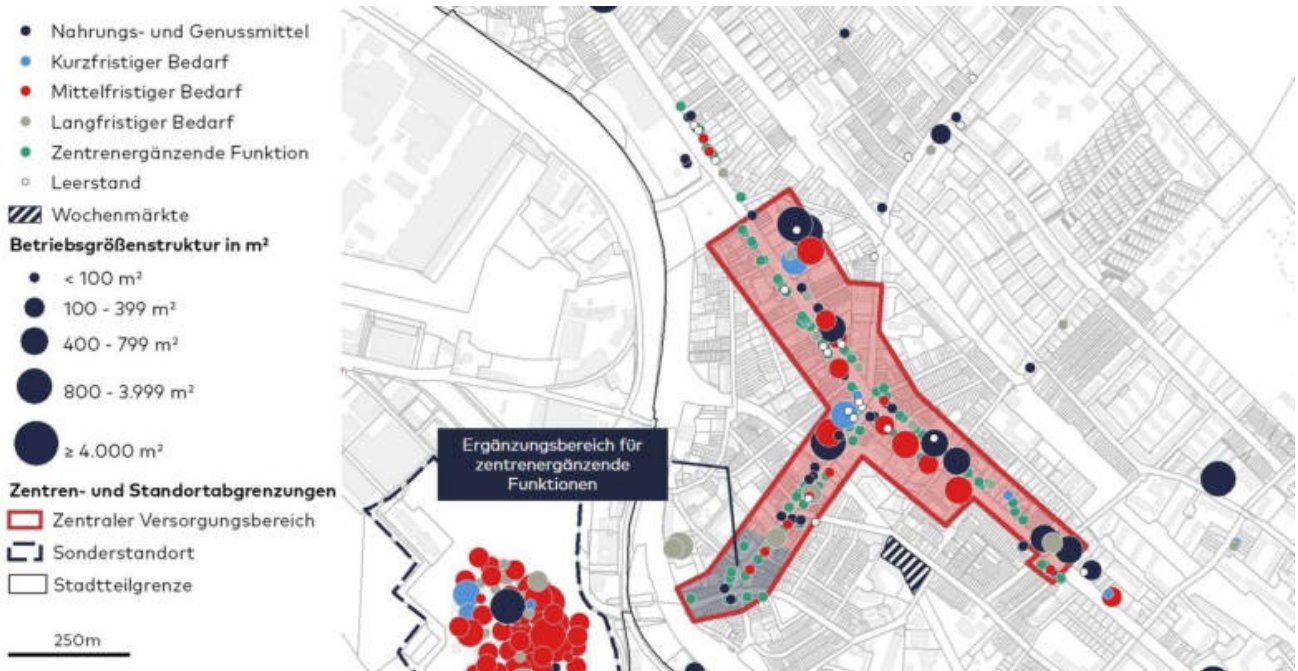 Nahrungs- und Genussmittel
Kurzfristiger Bedarf
Mittelfristiger Bedarf
Langfristiger Bedarf
Zentrenergänzende Funktion
Leerstand
Wochenmärkte
Betriebsgrößenstruktur in m²
< 100 m²
100 - 399 m²
400 - 799 m²
800 - 3.999 m²
≥ 4.000 m²
Zentren- und Standortabgrenzungen
Zentraler Versorgungsbereich
Sonderstandort
Stadtteilgrenze
250m
Ergänzungsbereich für
zentrenergänzende
Funktionen